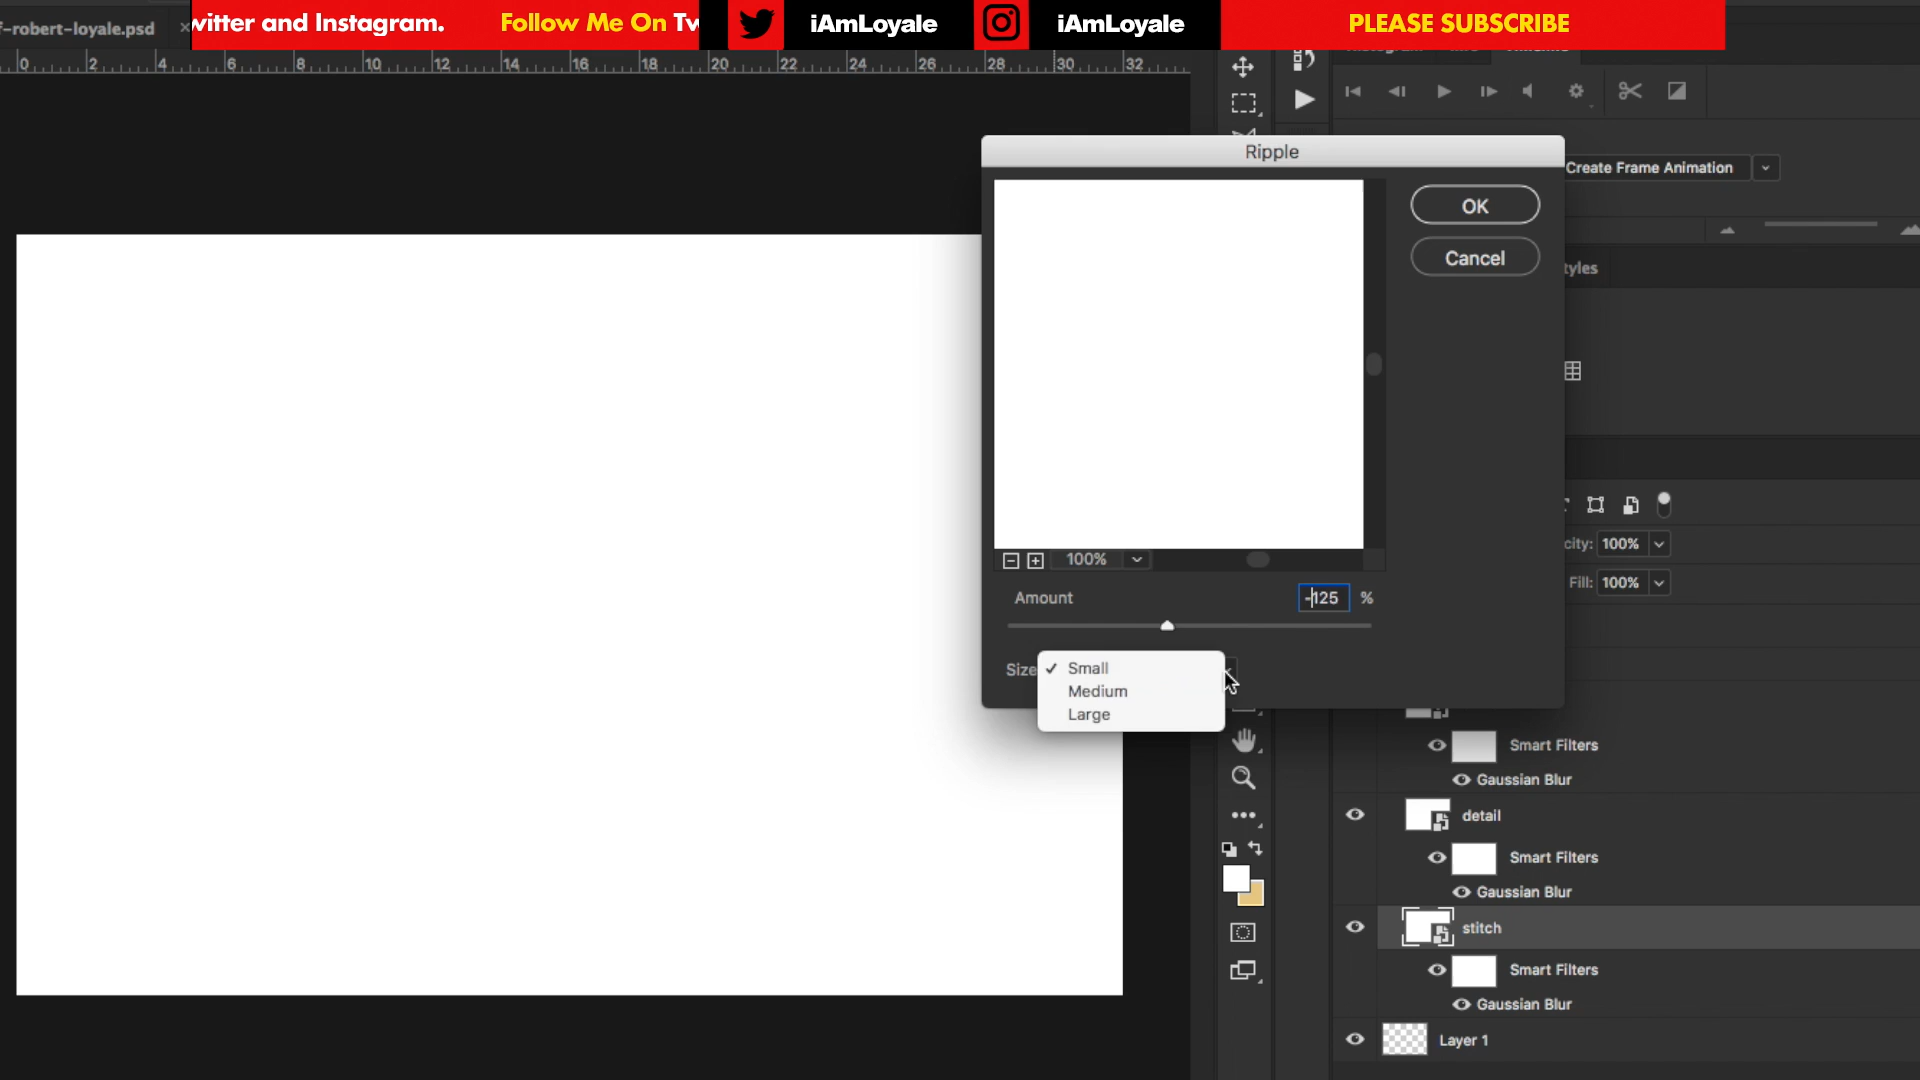 witter and Instagram.
Follow Me On Tw
iAmLoyale
iAmLoyale
PLEASE SUBSCRIBE
f-robert-loyale.psd ×
0 2 4 6 8 10 12 14 16 18 20 22 24 26 28 30 32
Ripple
OK
Cancel
Create Frame Animation
tyles
100%
Amount
-125 %
Size
✓ Small
Medium
Large
city: 100%
Fill: 100%
Smart Filters
Gaussian Blur
detail
Smart Filters
Gaussian Blur
stitch
Smart Filters
Gaussian Blur
Layer 1